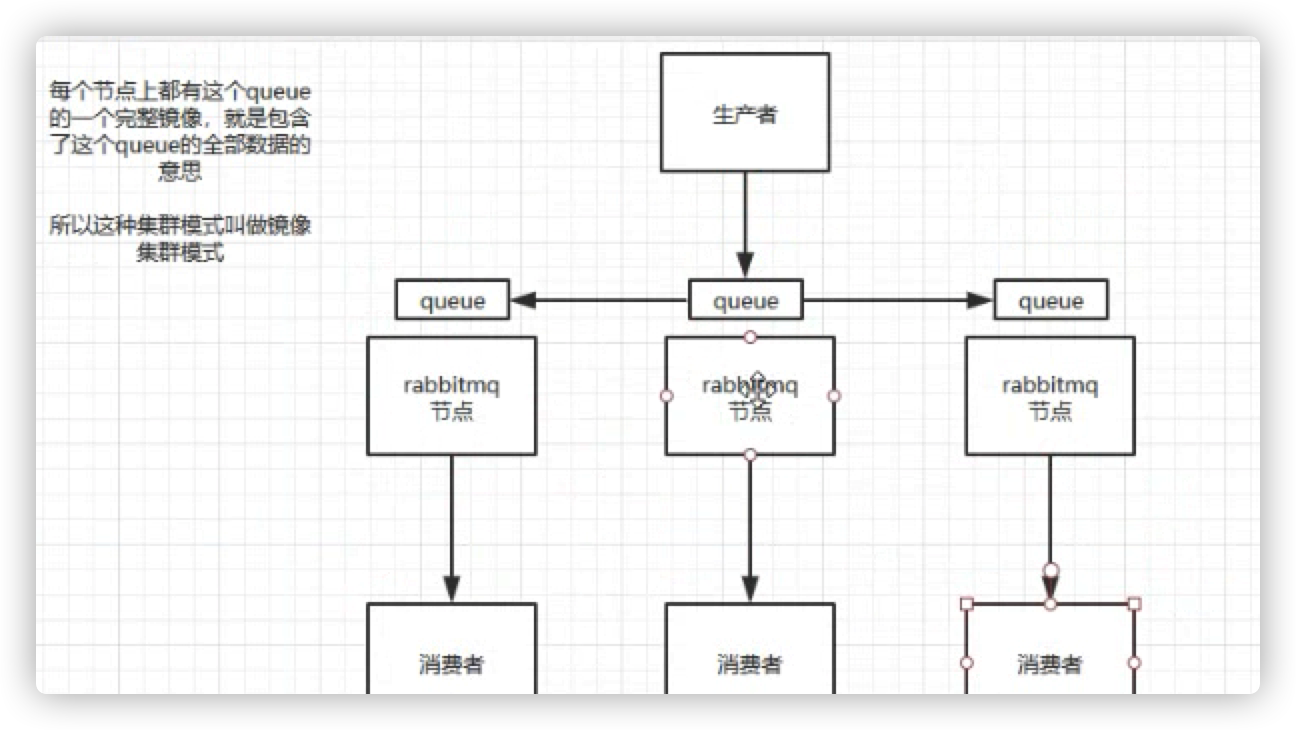 每个节点上都有这个queue
的一个完整镜像，就是包含
了这个queue的全部数据的
意思
所以这种集群模式叫做镜像
集群模式
生产者
queue
queue
queue
rabbitmq
节点
rabbitmq
节点
rabbitmq
节点
消费者
消费者
消费者